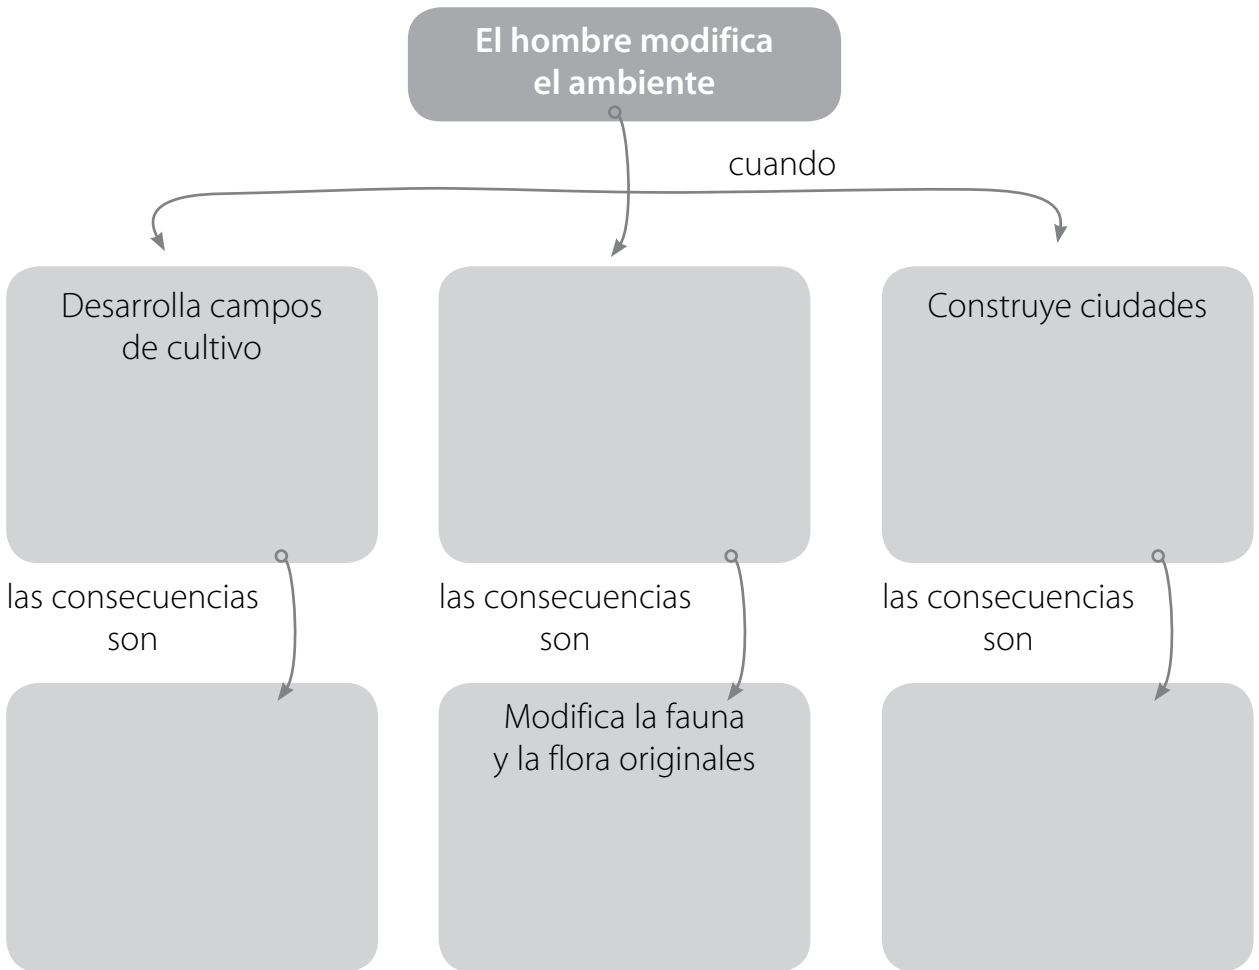 El hombre modifica
el ambiente
cuando
Desarrolla campos
de cultivo
Construye ciudades
las consecuencias
son
las consecuencias
son
las consecuencias
son
Modifica la fauna
y la flora originales